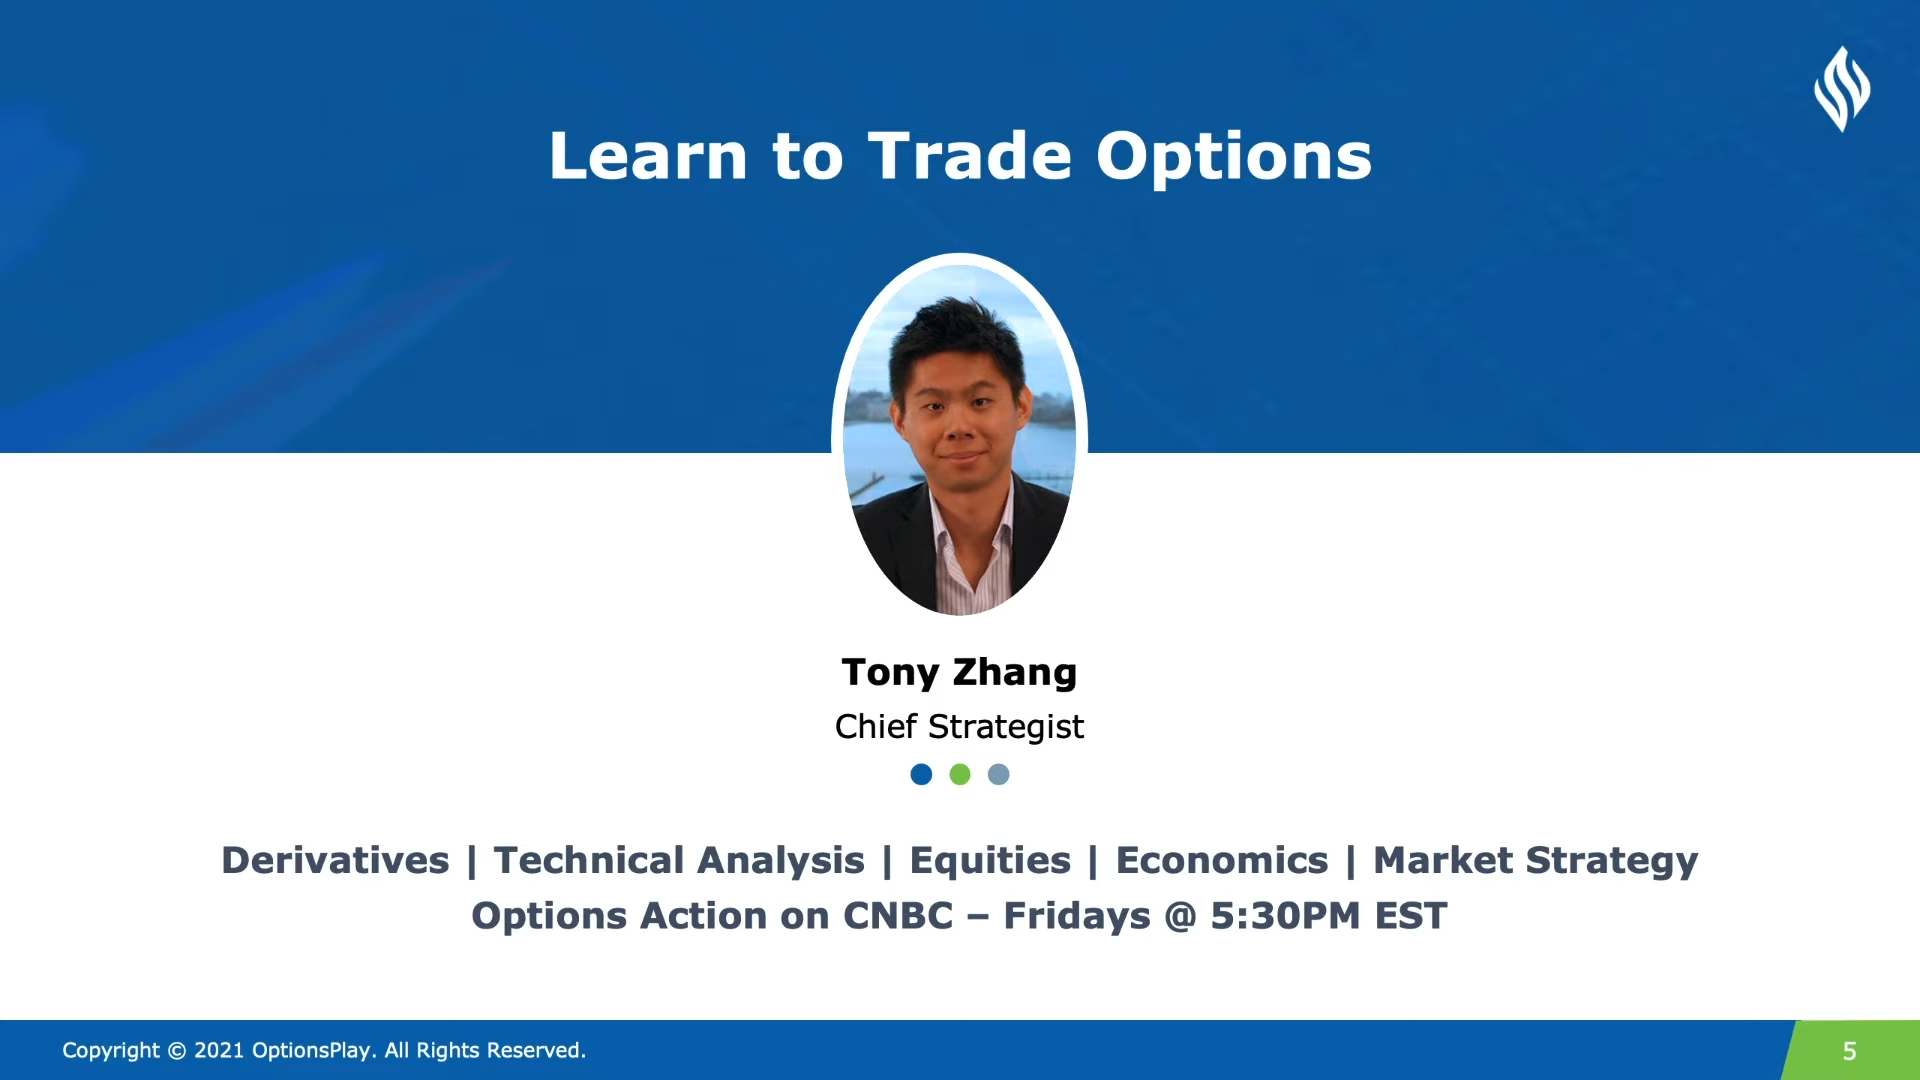 Learn to Trade Options
Tony Zhang
Chief Strategist
Derivatives | Technical Analysis | Equities | Economics | Market Strategy
Options Action on CNBC – Fridays @ 5:30PM EST
Copyright © 2021 OptionsPlay. All Rights Reserved.
5